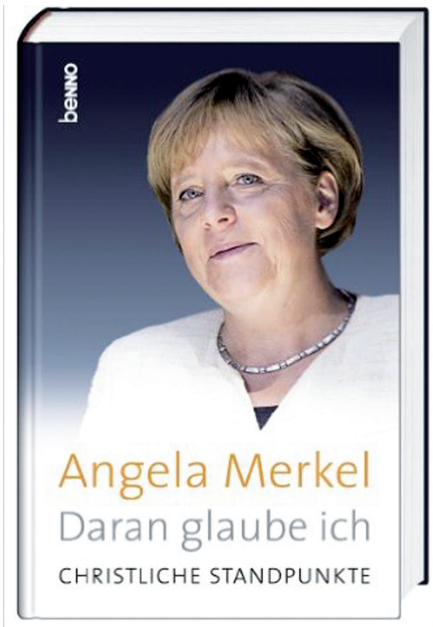 benno
Angela Merkel
Daran glaube ich
CHRISTLICHE STANDPUNKTE